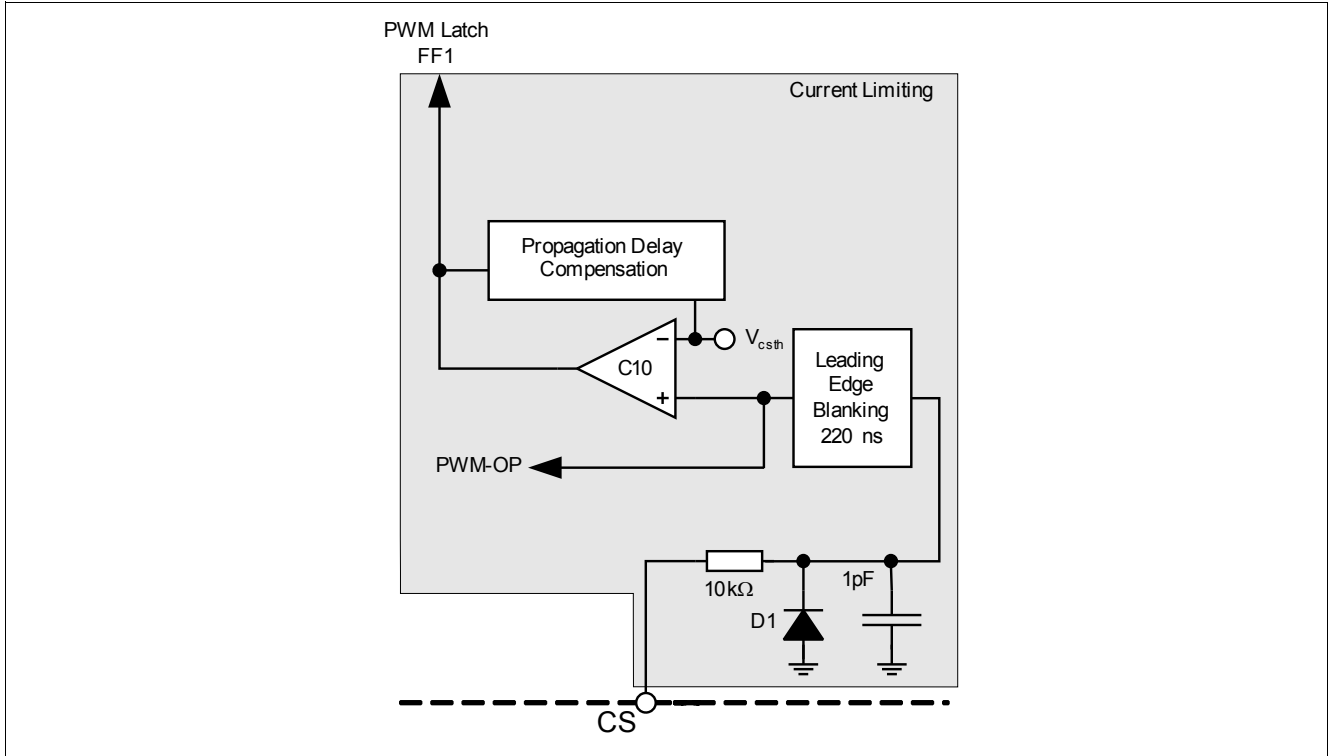 PWM Latch
FF1
Current Limiting
Propagation Delay
Compensation
−
Vcsth
C10
+
Leading
Edge
Blanking
220 ns
PWM-OP
10kΩ
1pF
D1
CS